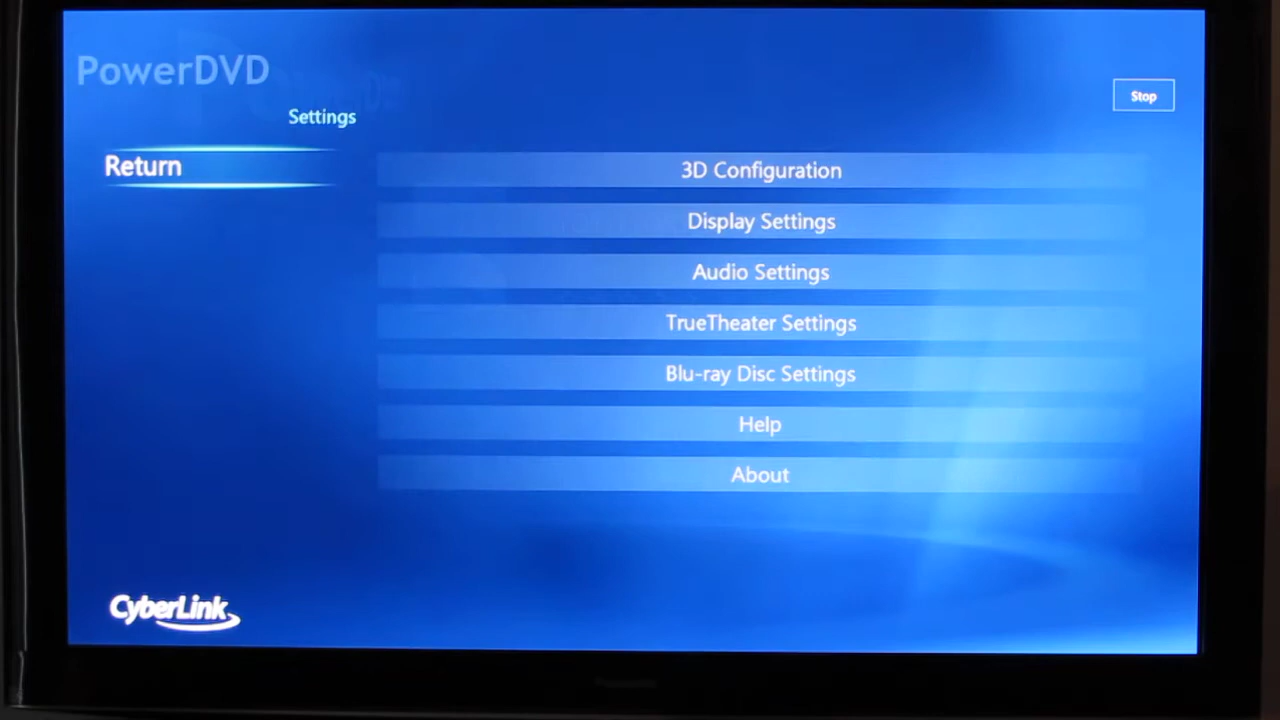 PowerDVD
Settings
Stop
Return
3D Configuration
Display Settings
Audio Settings
TrueTheater Settings
Blu-ray Disc Settings
Help
About
CyberLink